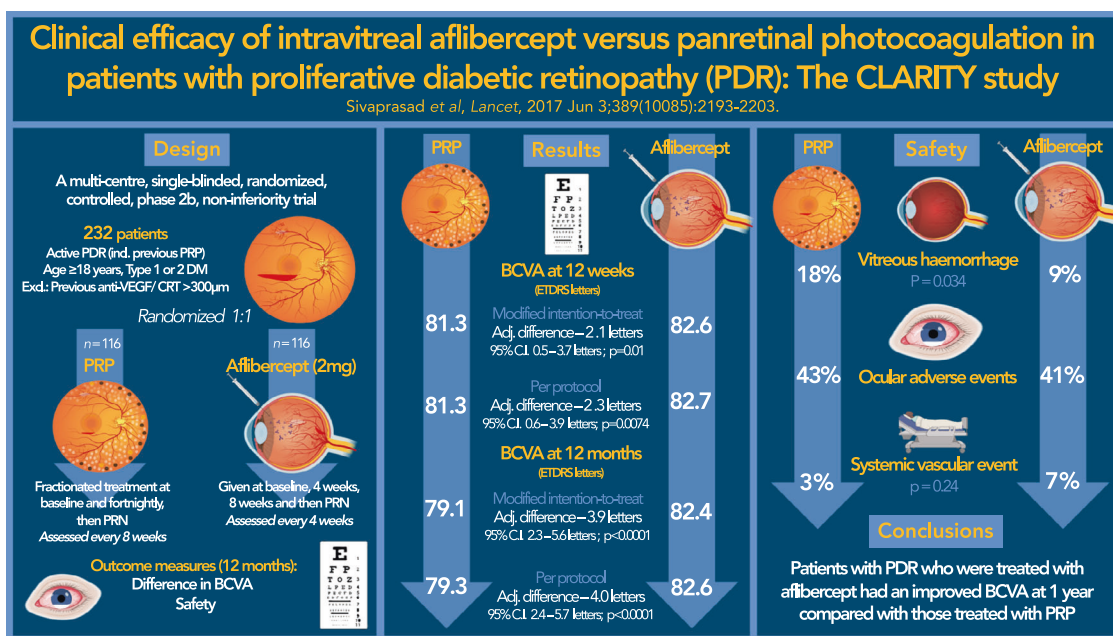 Clinical efficacy of intravitreal aflibercept versus panretinal photocoagulation in
patients with proliferative diabetic retinopathy (PDR): The CLARITY study
Sivaprasad et al, Lancet, 2017 Jun 3;389(10085):2193-2203.
Design
A multi-centre, single-blinded, randomized,
controlled, phase 2b, non-inferiority trial
232 patients
Active PDR (incl. previous PRP)
Age ≥18 years, Type 1 or 2 DM
Excl.: Previous anti-VEGF/ CRT >300µm
Randomized 1:1
n=116
PRP
n=116
Aflibercept (2mg)
Fractionated treatment at
baseline and fortnightly,
then PRN
Assessed every 8 weeks
Given at baseline, 4 weeks,
8 weeks and then PRN
Assessed every 4 weeks
Outcome measures (12 months):
Difference in BCVA
Safety
E
F P
T O Z
L P E D
PRP
Results
Aflibercept
E
F P
T O Z
L P E D
BCVA at 12 weeks
(ETDRS letters)
81.3
Modified intention-to-treat
Adj. difference–2.1 letters
95% C.I. 0.5–3.7 letters; p=0.01
82.6
81.3
Per protocol
Adj. difference–2.3 letters
95% C.I. 0.6–3.9 letters; p=0.0074
82.7
BCVA at 12 months
(ETDRS letters)
79.1
Modified intention-to-treat
Adj. difference–3.9 letters
95% C.I. 2.3–5.6 letters; p<0.0001
82.4
79.3
Per protocol
Adj. difference–4.0 letters
95% C.I. 2.4–5.7 letters; p<0.0001
82.6
PRP
Safety
Aflibercept
18%
Vitreous haemorrhage
P = 0.034
9%
43%
Ocular adverse events
41%
3%
Systemic vascular event
p = 0.24
7%
Conclusions
Patients with PDR who were treated with
aflibercept had an improved BCVA at 1 year
compared with those treated with PRP